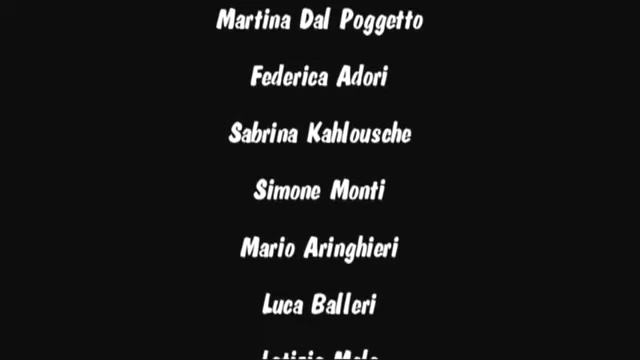 Martina Dal Poggetto
Federica Adori
Sabrina Kahlousche
Simone Monti
Mario Aringhieri
Luca Balleri